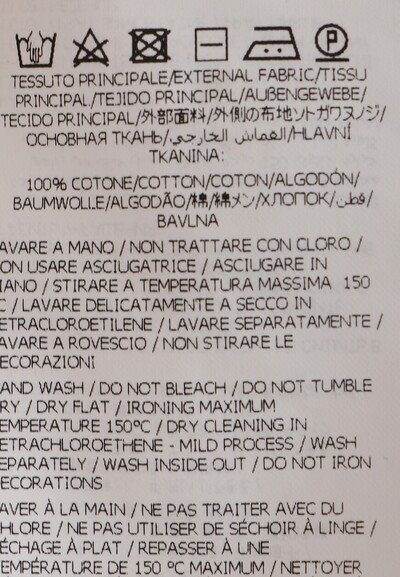 TESSUTO PRINCIPALE/EXTERNAL FABRIC/TISSU
PRINCIPAL/TEJIDO PRINCIPAL/AUßENGEWEBE/
TECIDO PRINCIPAL/外部面料/外側の布地ソトガワヌノジ/
ОСНОВНАЯ ТКАНЬ/القماش الخارجي/HLAVNÍ
TKANINA:
100% COTONE/COTTON/COTON/ALGODÓN/
BAUMWOLLE/ALGODÃO/棉/綿メン/ХЛОПОК/قطن/
BAVLNA
AVARE A MANO / NON TRATTARE CON CLORO /
ON USARE ASCIUGATRICE / ASCIUGARE IN
IANO / STIRARE A TEMPERATURA MASSIMA 150
C / LAVARE DELICATAMENTE A SECCO IN
ETRACLOROETILENE / LAVARE SEPARATAMENTE /
AVARE A ROVESCIO / NON STIRARE LE
ECORAZIONI
AND WASH / DO NOT BLEACH / DO NOT TUMBLE
RY / DRY FLAT / IRONING MAXIMUM
EMPERATURE 150ºC / DRY CLEANING IN
ETRACHLOROETHENE - MILD PROCESS / WASH
EPARATELY / WASH INSIDE OUT / DO NOT IRON
ECORATIONS
AVER À LA MAIN / NE PAS TRAITER AVEC DU
HLORE / NE PAS UTILISER DE SÉCHOIR À LINGE /
ÉCHAGE À PLAT / REPASSER À UNE
EMPÉRATURE DE 150 ºC MAXIMUM / NETTOYER